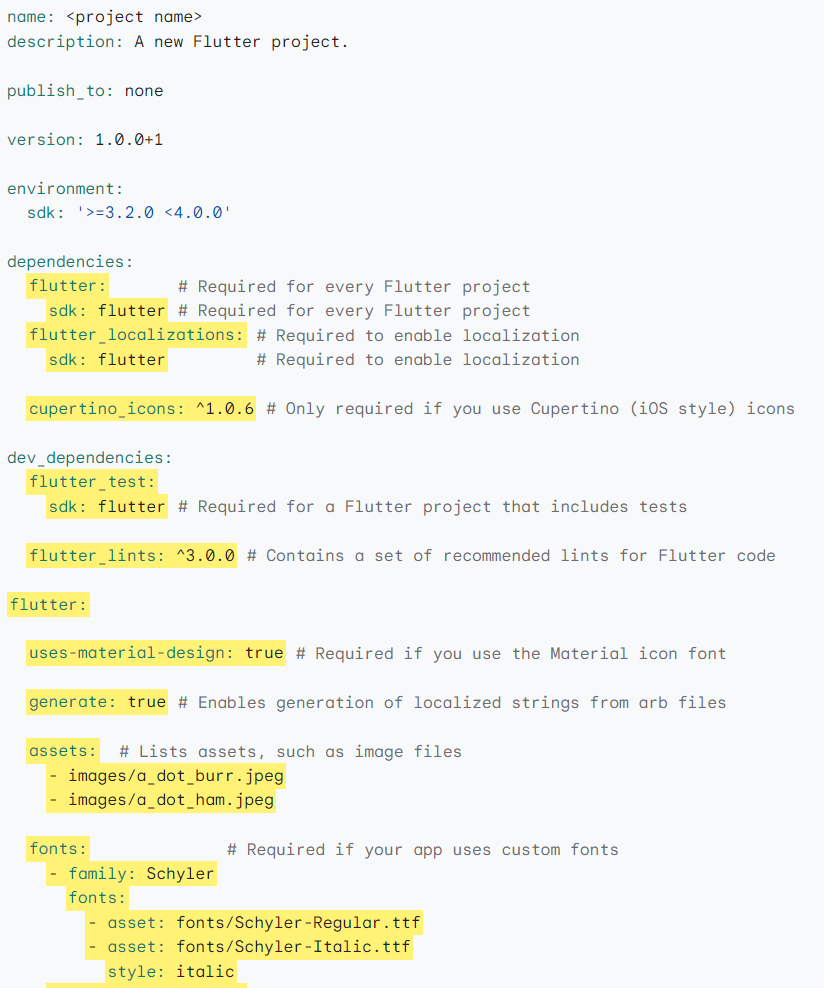 name: <project name>
description: A new Flutter project.
publish_to: none
version: 1.0.0+1
environment:
  sdk: '>=3.2.0 <4.0.0'
dependencies:
  flutter:       # Required for every Flutter project
    sdk: flutter # Required for every Flutter project
  flutter_localizations: # Required to enable localization
    sdk: flutter         # Required to enable localization
  cupertino_icons: ^1.0.6 # Only required if you use Cupertino (iOS style) icons
dev_dependencies:
  flutter_test:
    sdk: flutter # Required for a Flutter project that includes tests
  flutter_lints: ^3.0.0 # Contains a set of recommended lints for Flutter code
flutter:
  uses-material-design: true # Required if you use the Material icon font
  generate: true # Enables generation of localized strings from arb files
  assets:  # Lists assets, such as image files
    - images/a_dot_burr.jpeg
    - images/a_dot_ham.jpeg
  fonts:              # Required if your app uses custom fonts
    - family: Schyler
      fonts:
        - asset: fonts/Schyler-Regular.ttf
        - asset: fonts/Schyler-Italic.ttf
          style: italic